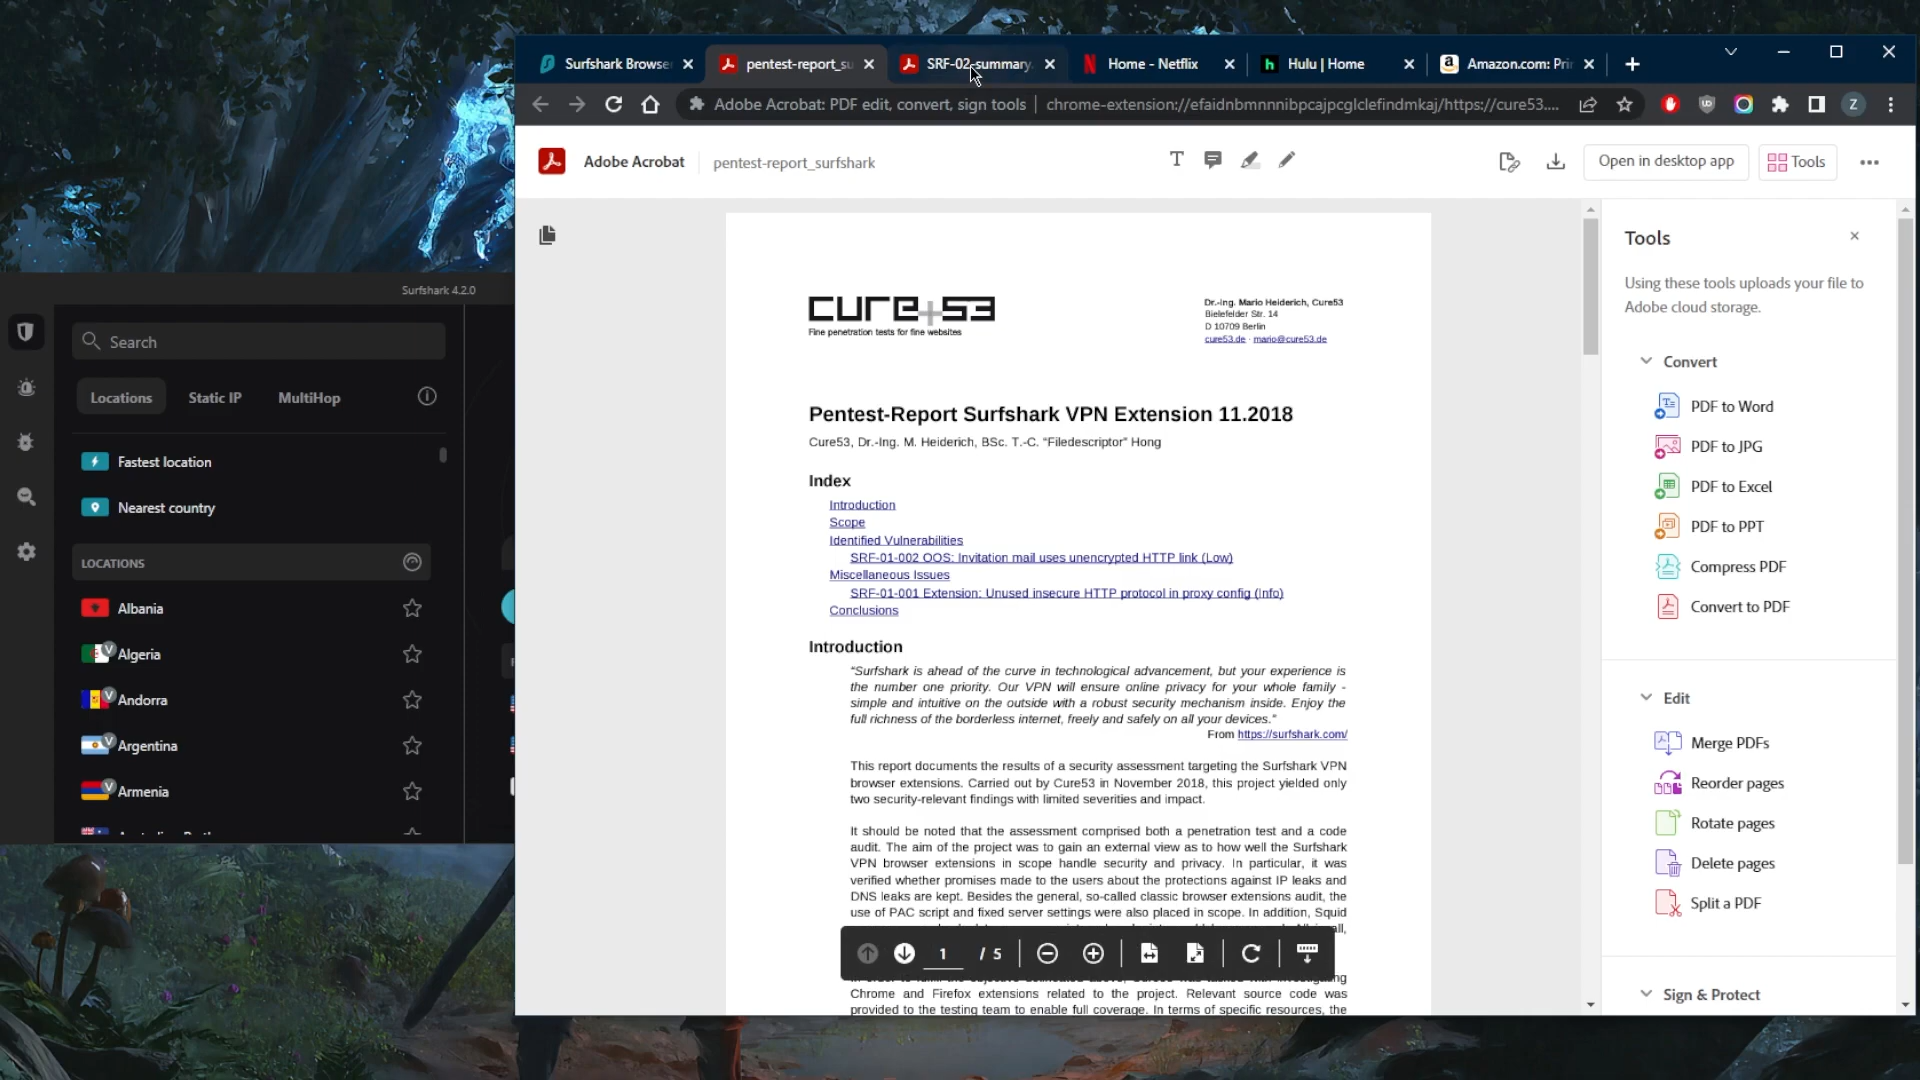 Surfshark Browse
pentest-report_su
SRF-02-summary.
Home - Netflix
Hulu | Home
Amazon.com: Pri
Adobe Acrobat: PDF edit, convert, sign tools
chrome-extension://efaidnbmnnnibpcajpcglclefindmkaj/https://cure53....
Z
Adobe Acrobat
pentest-report_surfshark
Open in desktop app
Tools
Surfshark 4.2.0
Search
Locations
Static IP
MultiHop
Fastest location
Nearest country
LOCATIONS
Albania
Algeria
Andorra
Argentina
Armenia
cure+53
Fine penetration tests for fine websites
Dr.-Ing. Mario Heiderich, Cure53
Bielefelder Str. 14
D 10709 Berlin
cure53.de · mario@cure53.de
Pentest-Report Surfshark VPN Extension 11.2018
Cure53, Dr.-Ing. M. Heiderich, BSc. T.-C. “Filedescriptor” Hong
Index
Introduction
Scope
Identified Vulnerabilities
SRF-01-002 OOS: Invitation mail uses unencrypted HTTP link (Low)
Miscellaneous Issues
SRF-01-001 Extension: Unused insecure HTTP protocol in proxy config (Info)
Conclusions
Introduction
“Surfshark is ahead of the curve in technological advancement, but your experience is
the number one priority. Our VPN will ensure online privacy for your whole family -
simple and intuitive on the outside with a robust security mechanism inside. Enjoy the
full richness of the borderless internet, freely and safely on all your devices.”
From https://surfshark.com/
This report documents the results of a security assessment targeting the Surfshark VPN
browser extensions. Carried out by Cure53 in November 2018, this project yielded only
two security-relevant findings with limited severities and impact.
It should be noted that the assessment comprised both a penetration test and a code
audit. The aim of the project was to gain an external view as to how well the Surfshark
VPN browser extensions in scope handle security and privacy. In particular, it was
verified whether promises made to the users about the protections against IP leaks and
DNS leaks are kept. Besides the general, so-called classic browser extensions audit, the
use of PAC script and fixed server settings were also placed in scope. In addition, Squid
1 / 5
Chrome and Firefox extensions related to the project. Relevant source code was
provided to the testing team to enable full coverage. In terms of specific resources, the
Tools
Using these tools uploads your file to
Adobe cloud storage.
Convert
PDF to Word
PDF to JPG
PDF to Excel
PDF to PPT
Compress PDF
Convert to PDF
Edit
Merge PDFs
Reorder pages
Rotate pages
Delete pages
Split a PDF
Sign & Protect